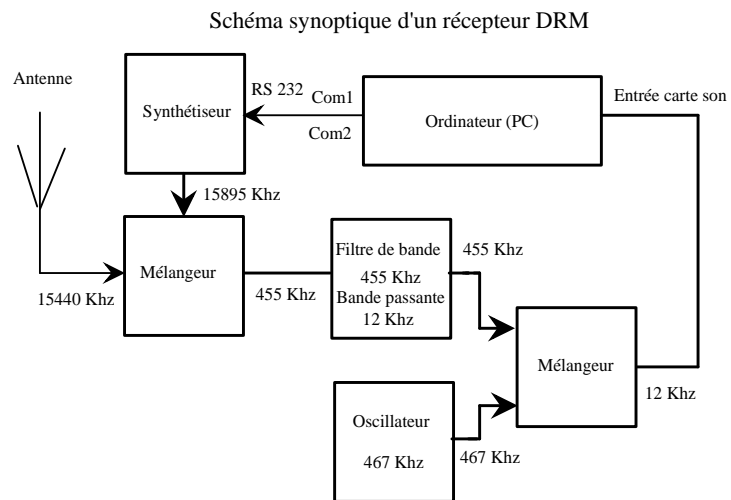 Schéma synoptique d'un récepteur DRM
Antenne
Synthétiseur
RS 232
Com1
Com2
Ordinateur (PC)
Entrée carte son
15895 Khz
15440 Khz
Mélangeur
455 Khz
Filtre de bande
455 Khz
Bande passante
12 Khz
455 Khz
Mélangeur
12 Khz
Oscillateur
467 Khz
467 Khz